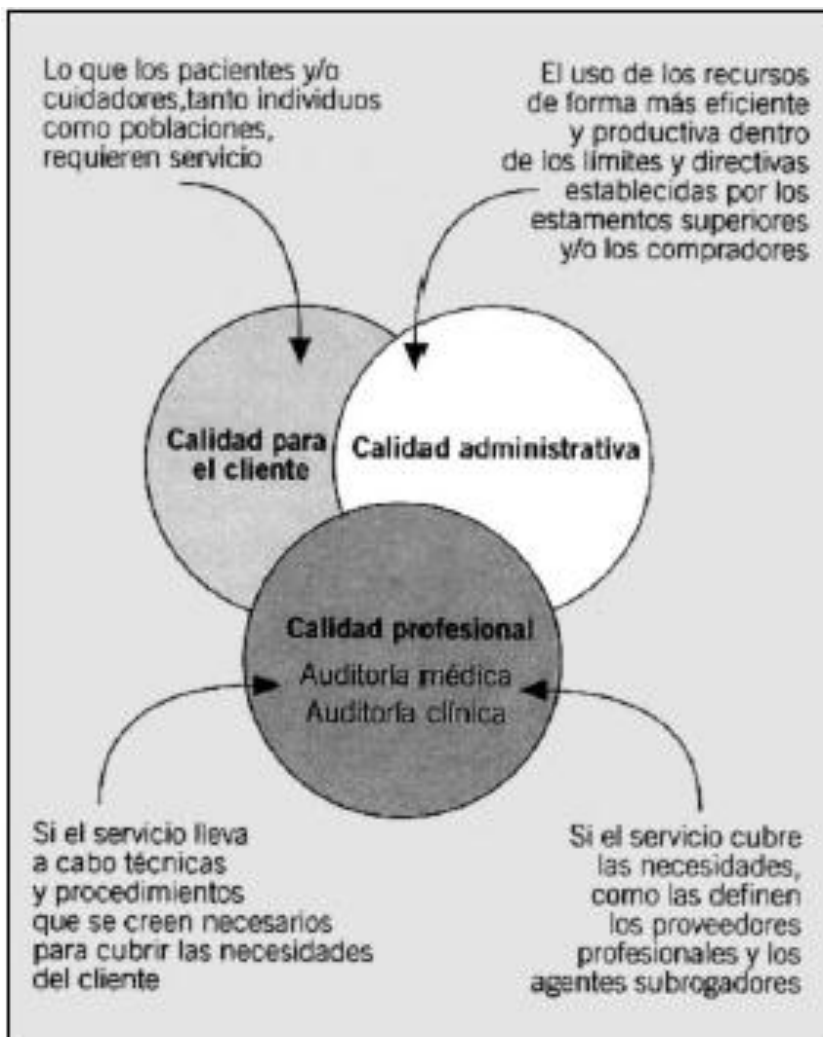 Lo que los pacientes y/o
cuidadores,tanto individuos
como poblaciones,
requieren servicio
El uso de los recursos
de forma más eficiente
y productiva dentro
de los límites y directivas
establecidas por los
estamentos superiores
y/o los compradores
Calidad para
el cliente
Calidad administrativa
Calidad profesional
Auditoría médica
Auditoría clínica
Si el servicio lleva
a cabo técnicas
y procedimientos
que se creen necesarios
para cubrir las necesidades
del cliente
Si el servicio cubre
las necesidades,
como las definen
los proveedores
profesionales y los
agentes subrogadores